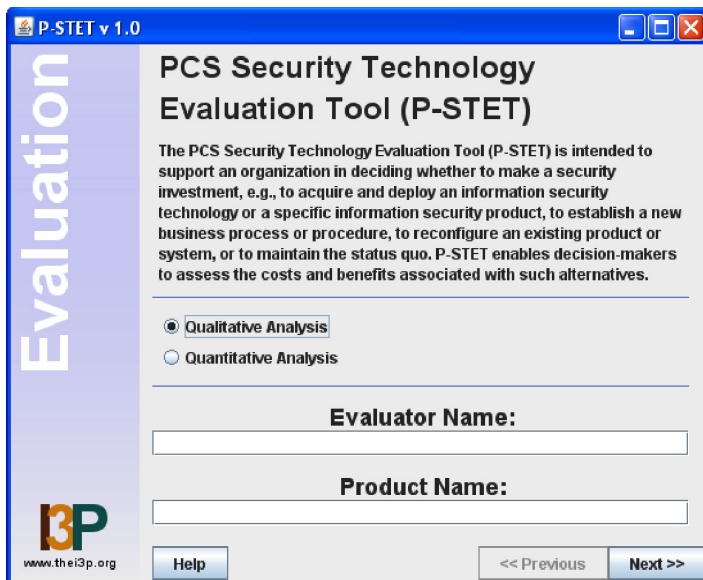 P-STET v 1.0
Evaluation
PCS Security Technology
Evaluation Tool (P-STET)
The PCS Security Technology Evaluation Tool (P-STET) is intended to
support an organization in deciding whether to make a security
investment, e.g., to acquire and deploy an information security
technology or a specific information security product, to establish a new
business process or procedure, to reconfigure an existing product or
system, or to maintain the status quo. P-STET enables decision-makers
to assess the costs and benefits associated with such alternatives.
Qualitative Analysis
Quantitative Analysis
Evaluator Name:
Product Name:
I3P
www.thei3p.org
Help
<< Previous
Next >>